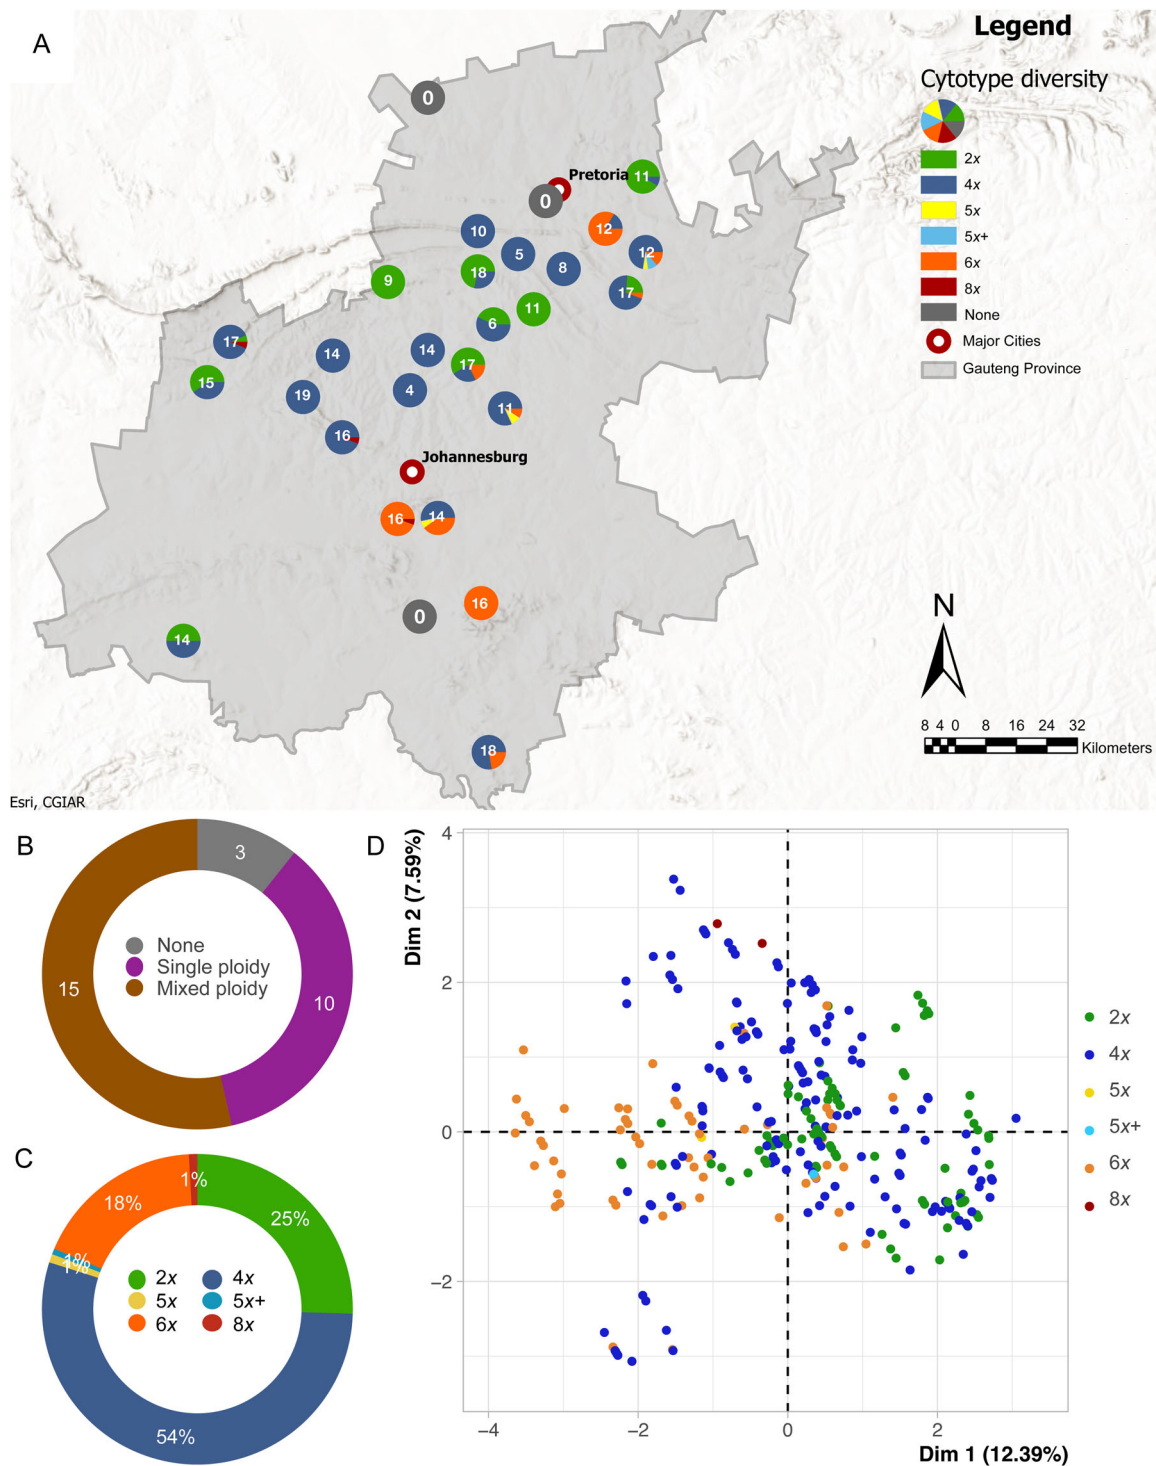 A
Legend
Cytotype diversity
2x
4x
5x
5x+
6x
8x
None
Major Cities
Gauteng Province
0
Pretoria
11
0
10
12
5
12
8
18
9
17
11
6
17
14
14
17
15
4
19
11
16
Johannesburg
16
14
16
0
14
18
N
8 4 0 8 16 24 32
Kilometers
Esri, CGIAR
B
3
None
Single ploidy
Mixed ploidy
15
10
C
1%
18%
25%
1%
1%
2x
4x
5x
5x+
6x
8x
54%
D
Dim 2 (7.59%)
4
2
0
−2
−4
−2
0
2
Dim 1 (12.39%)
2x
4x
5x
5x+
6x
8x